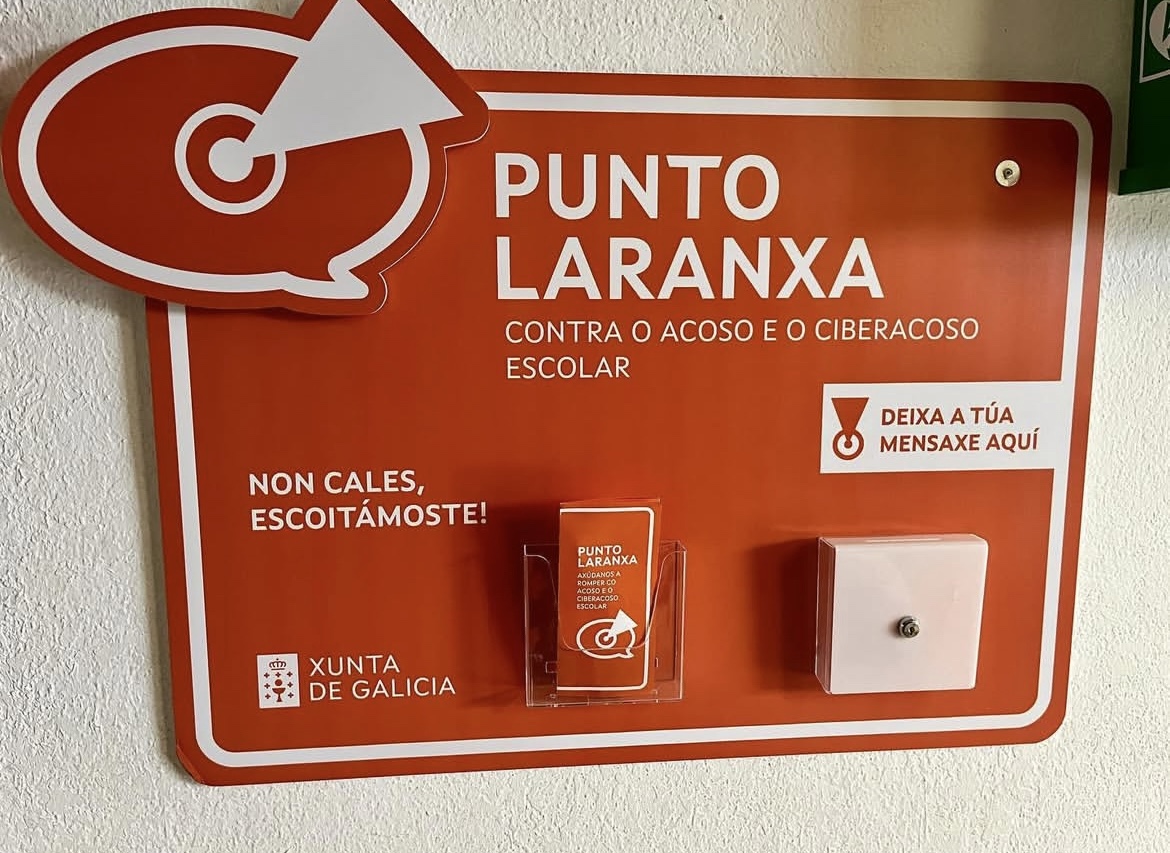 PUNTO
LARANXA
CONTRA O ACOSO E O CIBERACOSO
ESCOLAR
DEIXA A TÚA
MENSAXE AQUÍ
NON CALES,
ESCOITÁMOSTE!
PUNTO
LARANXA
AXÚDANOS A
ROMPER CO
ACOSO E O
CIBERACOSO
ESCOLAR
XUNTA
DE GALICIA